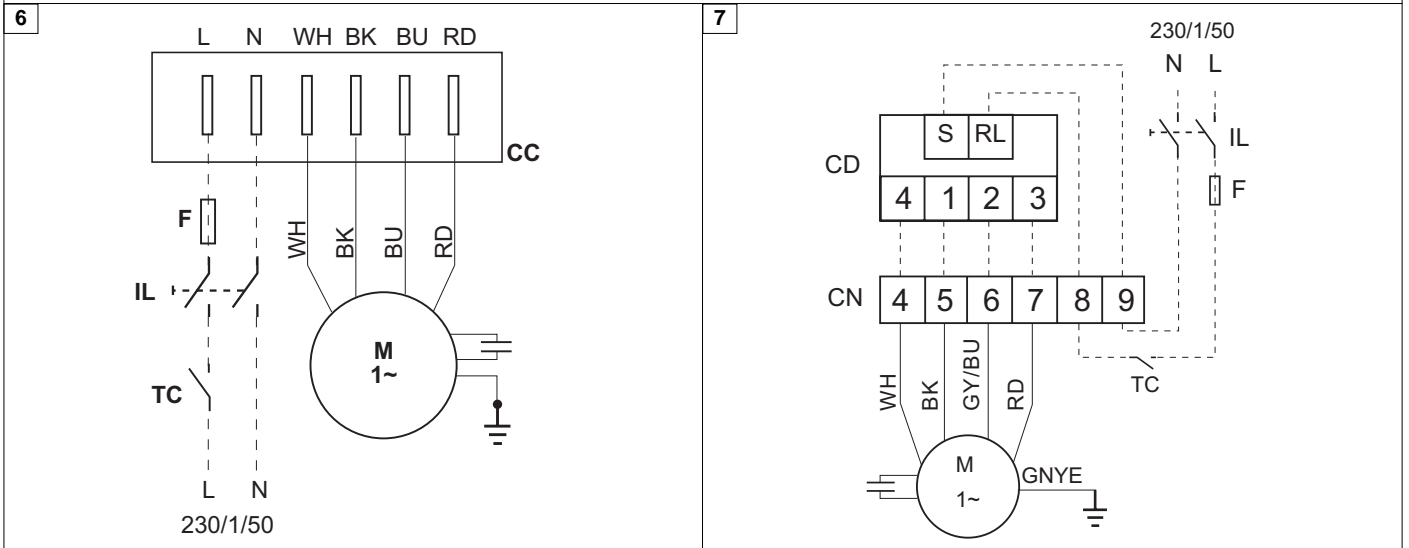 6
L N WH BK BU RD
CC
F
WH BK BU RD
IL
M
1~
TC
L N
230/1/50
7
230/1/50
N L
S RL
IL
CD
F
4 1 2 3
CN 4 5 6 7 8 9
TC
WH BK GY/BU RD
M
GNYE
1~